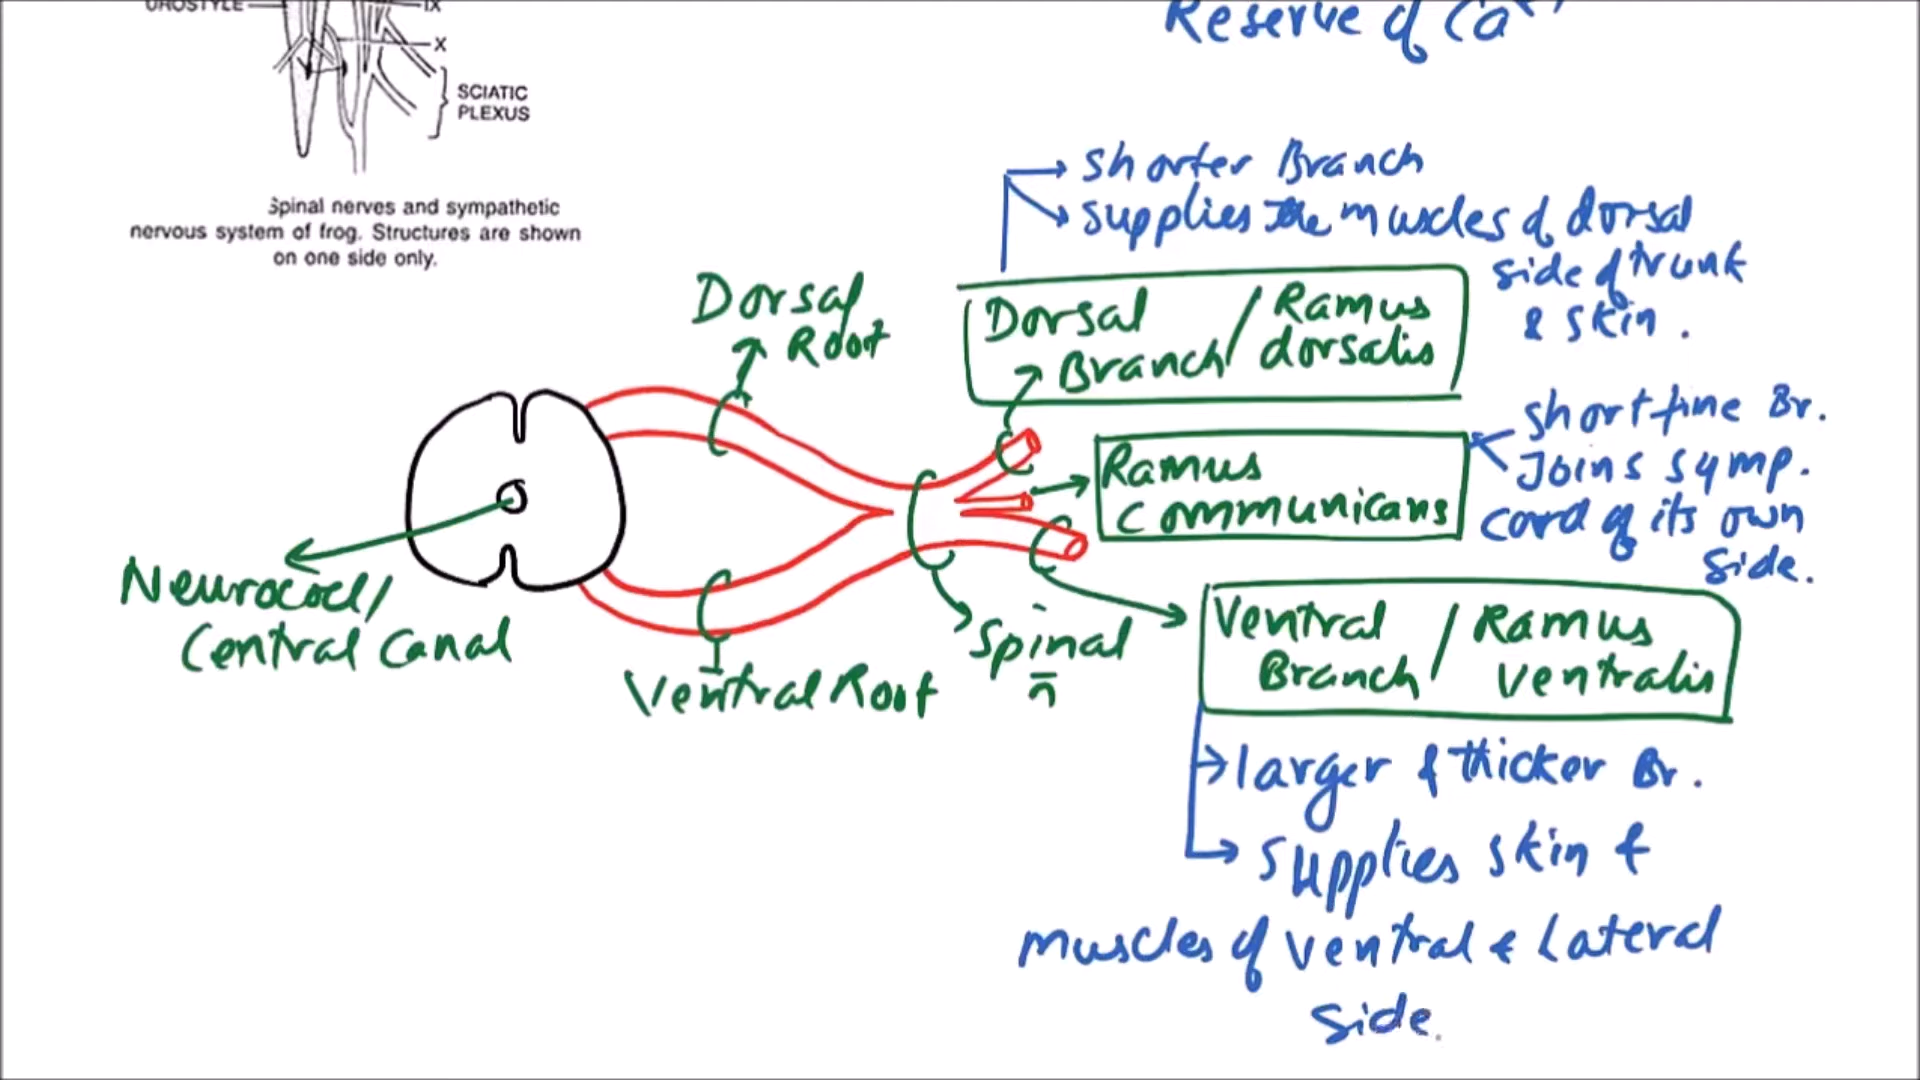 UROSTYLE
IX
X
SCIATIC
PLEXUS
Spinal nerves and sympathetic
nervous system of frog. Structures are shown
on one side only.
Reserve of Ca
→ Shorter Branch
→ Supplies the muscles of dorsal
side of trunk
& skin.
Dorsal
Root
Dorsal / Ramus
Branch / dorsalis
Ramus
Communicans
Short fine Br.
Joins symp.
cord of its own
side.
Neurocoel/
Central Canal
Ventral Root
Spinal
n̄
Ventral / Ramus
Branch / Ventralis
→ larger & thicker Br.
→ Supplies skin &
muscles of ventral & Lateral
side.